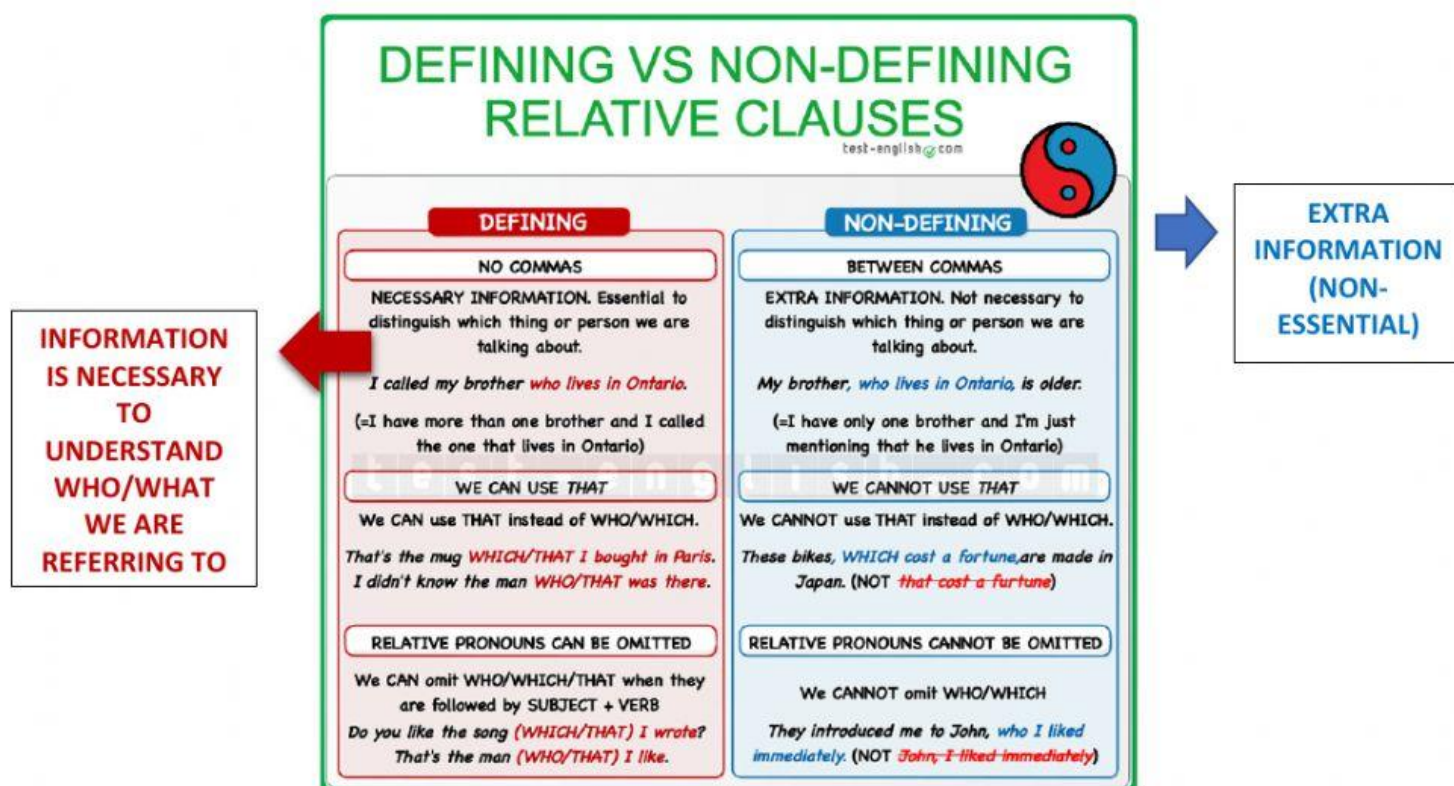 DEFINING VS NON-DEFINING
RELATIVE CLAUSES
test-english.com
DEFINING
NO COMMAS
NECESSARY INFORMATION. Essential to
distinguish which thing or person we are
talking about.
I called my brother who lives in Ontario.
(=I have more than one brother and I called
the one that lives in Ontario)
WE CAN USE THAT
We CAN use THAT instead of WHO/WHICH.
That's the mug WHICH/THAT I bought in Paris.
I didn't know the man WHO/THAT was there.
RELATIVE PRONOUNS CAN BE OMITTED
We CAN omit WHO/WHICH/THAT when they
are followed by SUBJECT + VERB
Do you like the song (WHICH/THAT) I wrote?
That's the man (WHO/THAT) I like.
NON-DEFINING
BETWEEN COMMAS
EXTRA INFORMATION. Not necessary to
distinguish which thing or person we are
talking about.
My brother, who lives in Ontario, is older.
(=I have only one brother and I'm just
mentioning that he lives in Ontario)
WE CANNOT USE THAT
We CANNOT use THAT instead of WHO/WHICH.
These bikes, WHICH cost a fortune,are made in
Japan. (NOT that cost a furtune)
RELATIVE PRONOUNS CANNOT BE OMITTED
We CANNOT omit WHO/WHICH
They introduced me to John, who I liked
immediately. (NOT John, I liked immediately)
test-english.com
INFORMATION
IS NECESSARY
TO
UNDERSTAND
WHO/WHAT
WE ARE
REFERRING TO
EXTRA
INFORMATION
(NON-
ESSENTIAL)